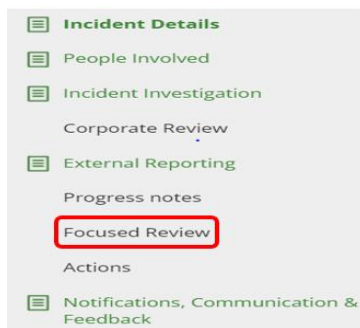 Incident Details
People Involved
Incident Investigation
Corporate Review
External Reporting
Progress notes
Focused Review
Actions
Notifications, Communication &
Feedback